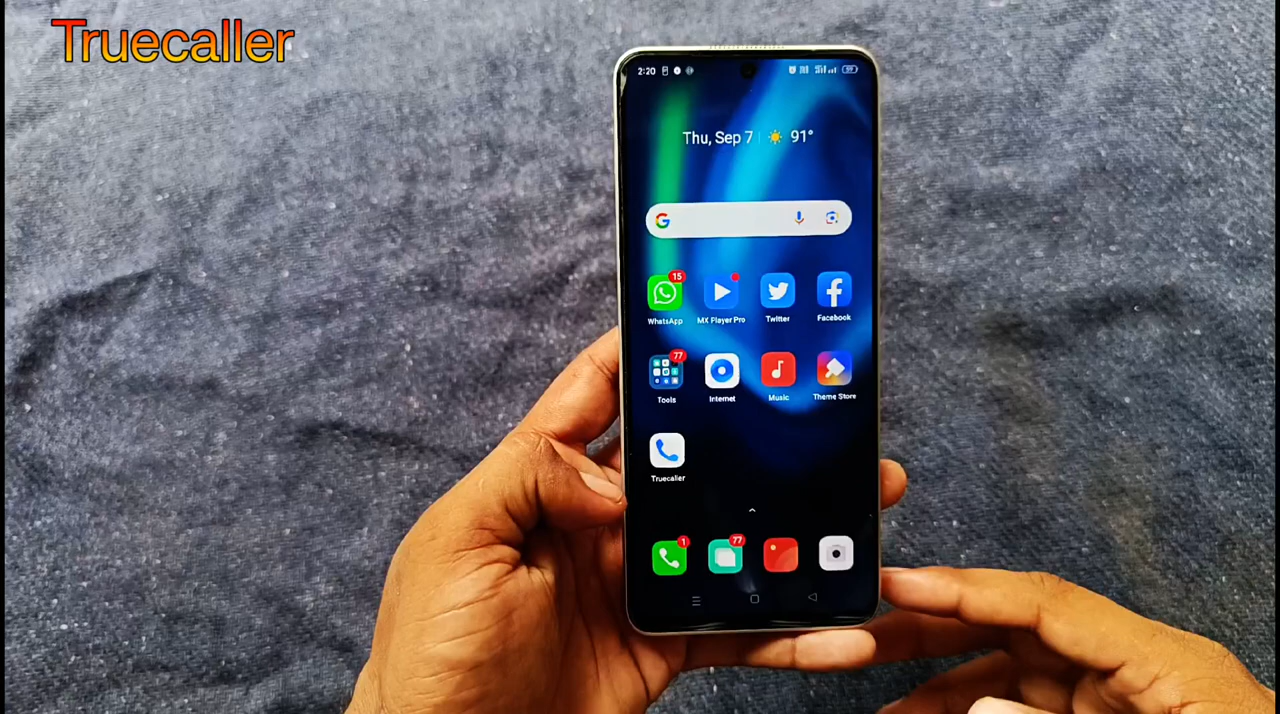 Truecaller
2:20
Thu, Sep 7 91°
G
15
WhatsApp MX Player Pro Twitter Facebook
77
Tools Internet Music Theme Store
Truecaller
1 77